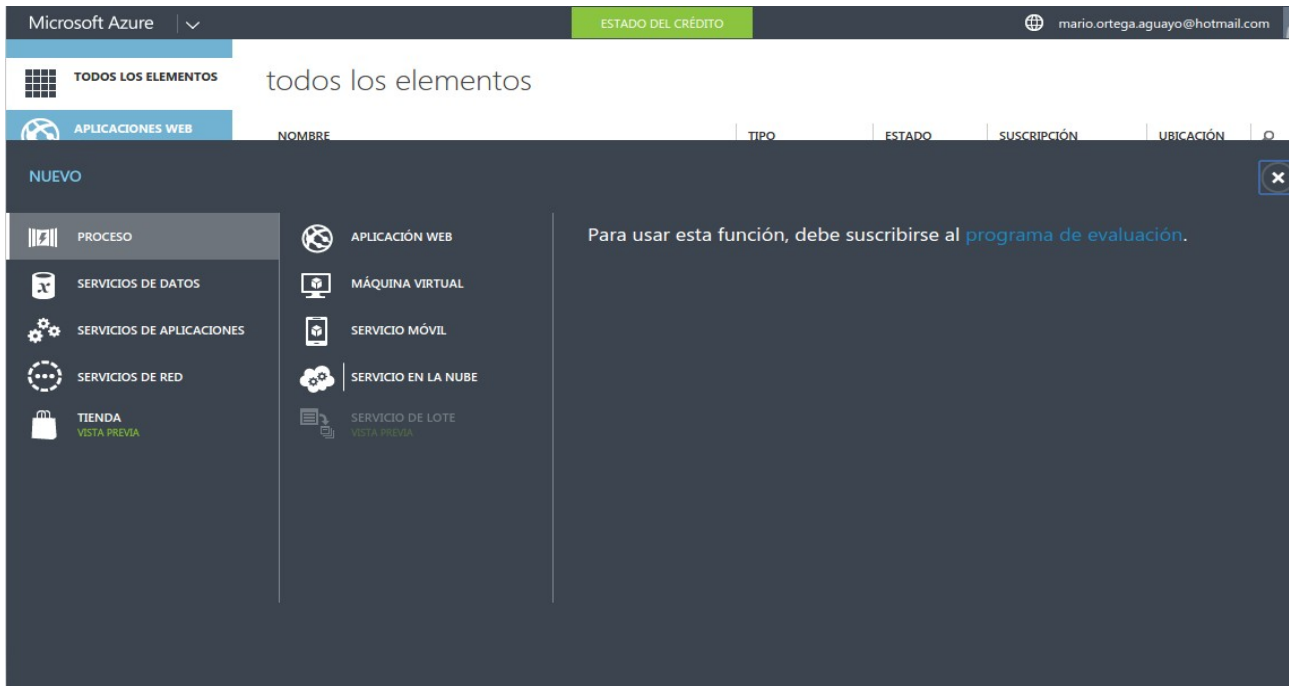 Microsoft Azure
ESTADO DEL CRÉDITO
mario.ortega.aguayo@hotmail.com
TODOS LOS ELEMENTOS
todos los elementos
APLICACIONES WEB
NOMBRE TIPO ESTADO SUSCRIPCIÓN UBICACIÓN
NUEVO
PROCESO
SERVICIOS DE DATOS
SERVICIOS DE APLICACIONES
SERVICIOS DE RED
TIENDA
VISTA PREVIA
APLICACIÓN WEB
MÁQUINA VIRTUAL
SERVICIO MÓVIL
SERVICIO EN LA NUBE
SERVICIO DE LOTE
VISTA PREVIA
Para usar esta función, debe suscribirse al programa de evaluación.